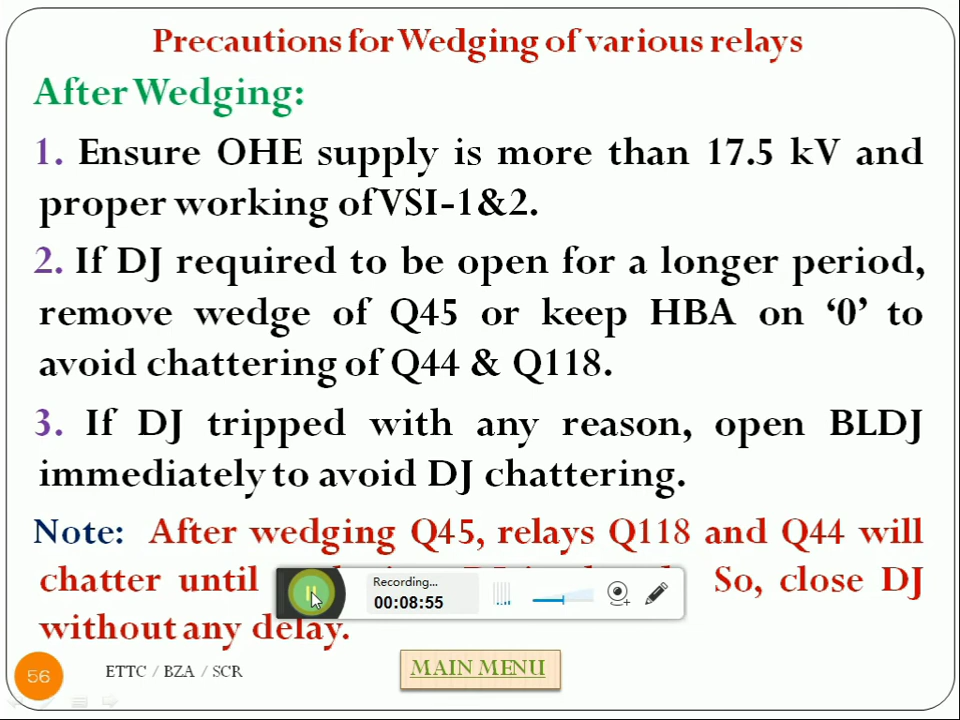 Precautions for Wedging of various relays
After Wedging:
1. Ensure OHE supply is more than 17.5 kV and
proper working of VSI-1&2.
2. If DJ required to be open for a longer period,
remove wedge of Q45 or keep HBA on ‘0’ to
avoid chattering of Q44 & Q118.
3. If DJ tripped with any reason, open BLDJ
immediately to avoid DJ chattering.
Note: After wedging Q45, relays Q118 and Q44 will
chatter until So, close DJ
without any delay.
Recording...
00:08:55
56
ETTC / BZA / SCR
MAIN MENU